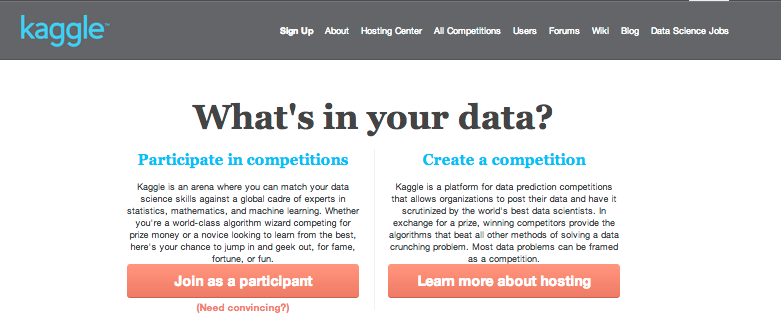 kaggle™
Sign Up About Hosting Center All Competitions Users Forums Wiki Blog Data Science Jobs
What's in your data?
Participate in competitions
Kaggle is an arena where you can match your data
science skills against a global cadre of experts in
statistics, mathematics, and machine learning. Whether
you're a world-class algorithm wizard competing for
prize money or a novice looking to learn from the best,
here's your chance to jump in and geek out, for fame,
fortune, or fun.
Join as a participant
(Need convincing?)
Create a competition
Kaggle is a platform for data prediction competitions
that allows organizations to post their data and have it
scrutinized by the world's best data scientists. In
exchange for a prize, winning competitors provide the
algorithms that beat all other methods of solving a data
crunching problem. Most data problems can be framed
as a competition.
Learn more about hosting